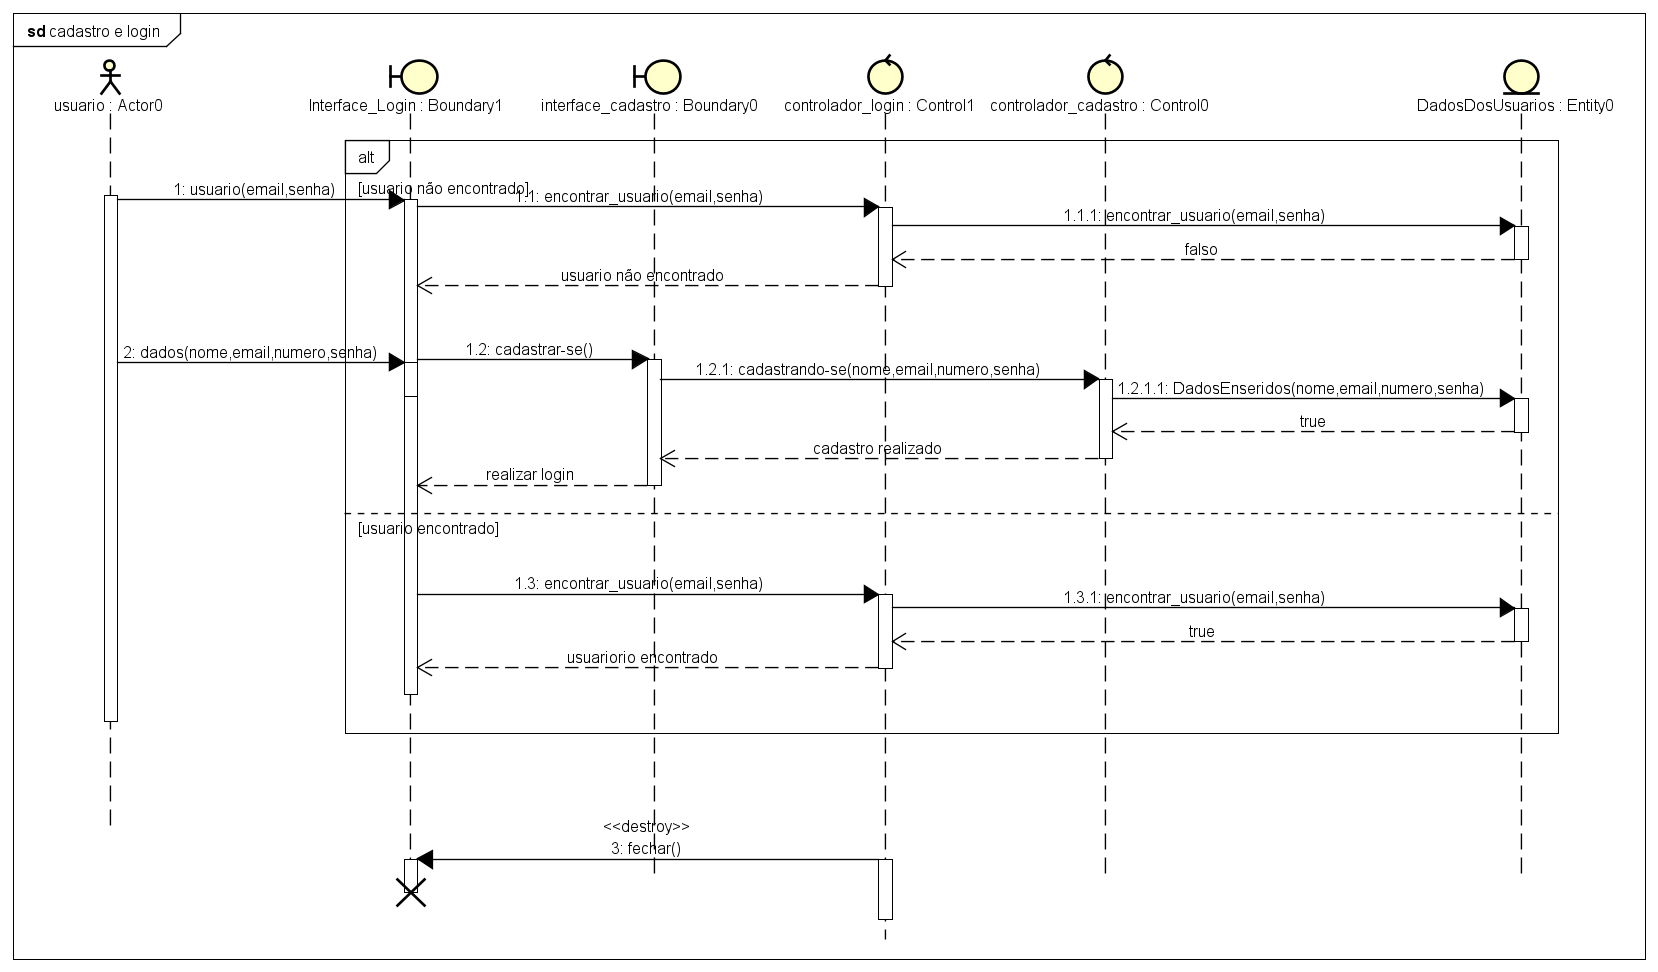 sd cadastro e login
usuario : Actor0
Interface_Login : Boundary1
interface_cadastro : Boundary0
controlador_login : Control1
controlador_cadastro : Control0
DadosDosUsuarios : Entity0
alt
[usuario não encontrado]
1: usuario(email,senha)
1.1: encontrar_usuario(email,senha)
1.1.1: encontrar_usuario(email,senha)
falso
usuario não encontrado
2: dados(nome,email,numero,senha)
1.2: cadastrar-se()
1.2.1: cadastrando-se(nome,email,numero,senha)
1.2.1.1: DadosEnseridos(nome,email,numero,senha)
true
cadastro realizado
realizar login
[usuario encontrado]
1.3: encontrar_usuario(email,senha)
1.3.1: encontrar_usuario(email,senha)
true
usuariorio encontrado
<<destroy>>
3: fechar()